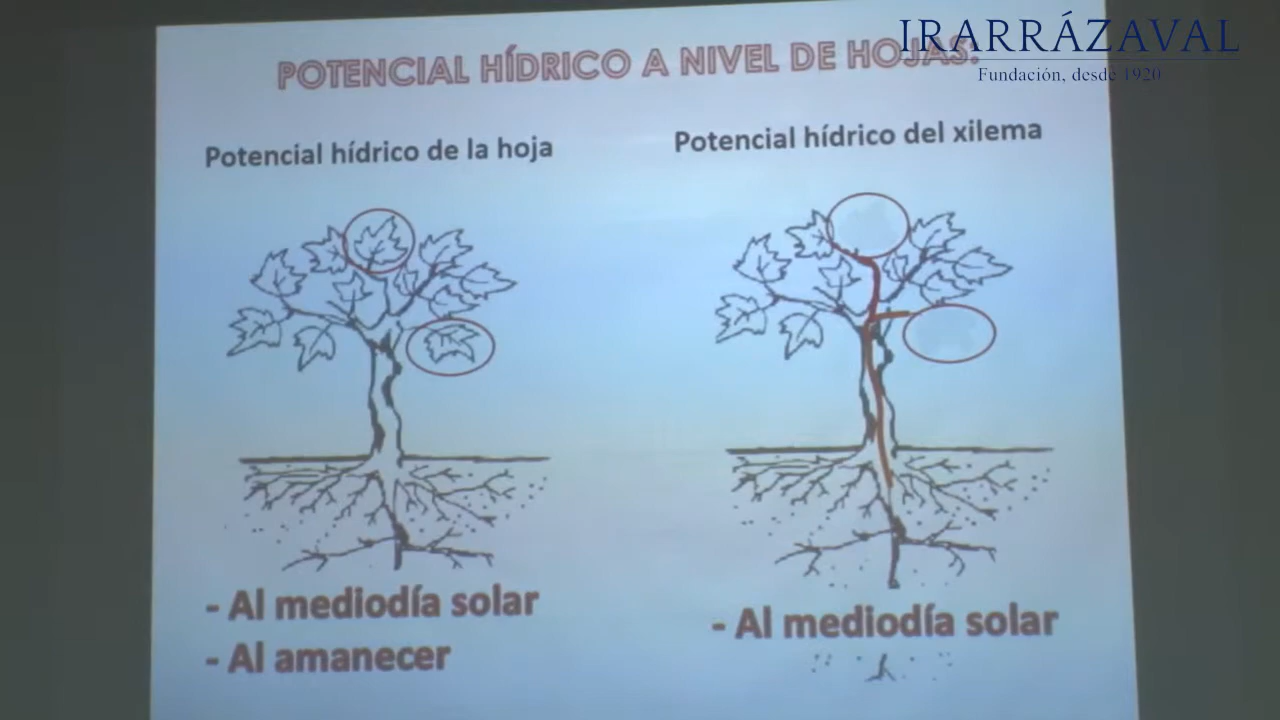 IRARRÁZAVAL
Fundación, desde 1920
POTENCIAL HÍDRICO A NIVEL DE HOJAS:
Potencial hídrico de la hoja
Potencial hídrico del xilema
- Al mediodía solar
- Al amanecer
- Al mediodía solar